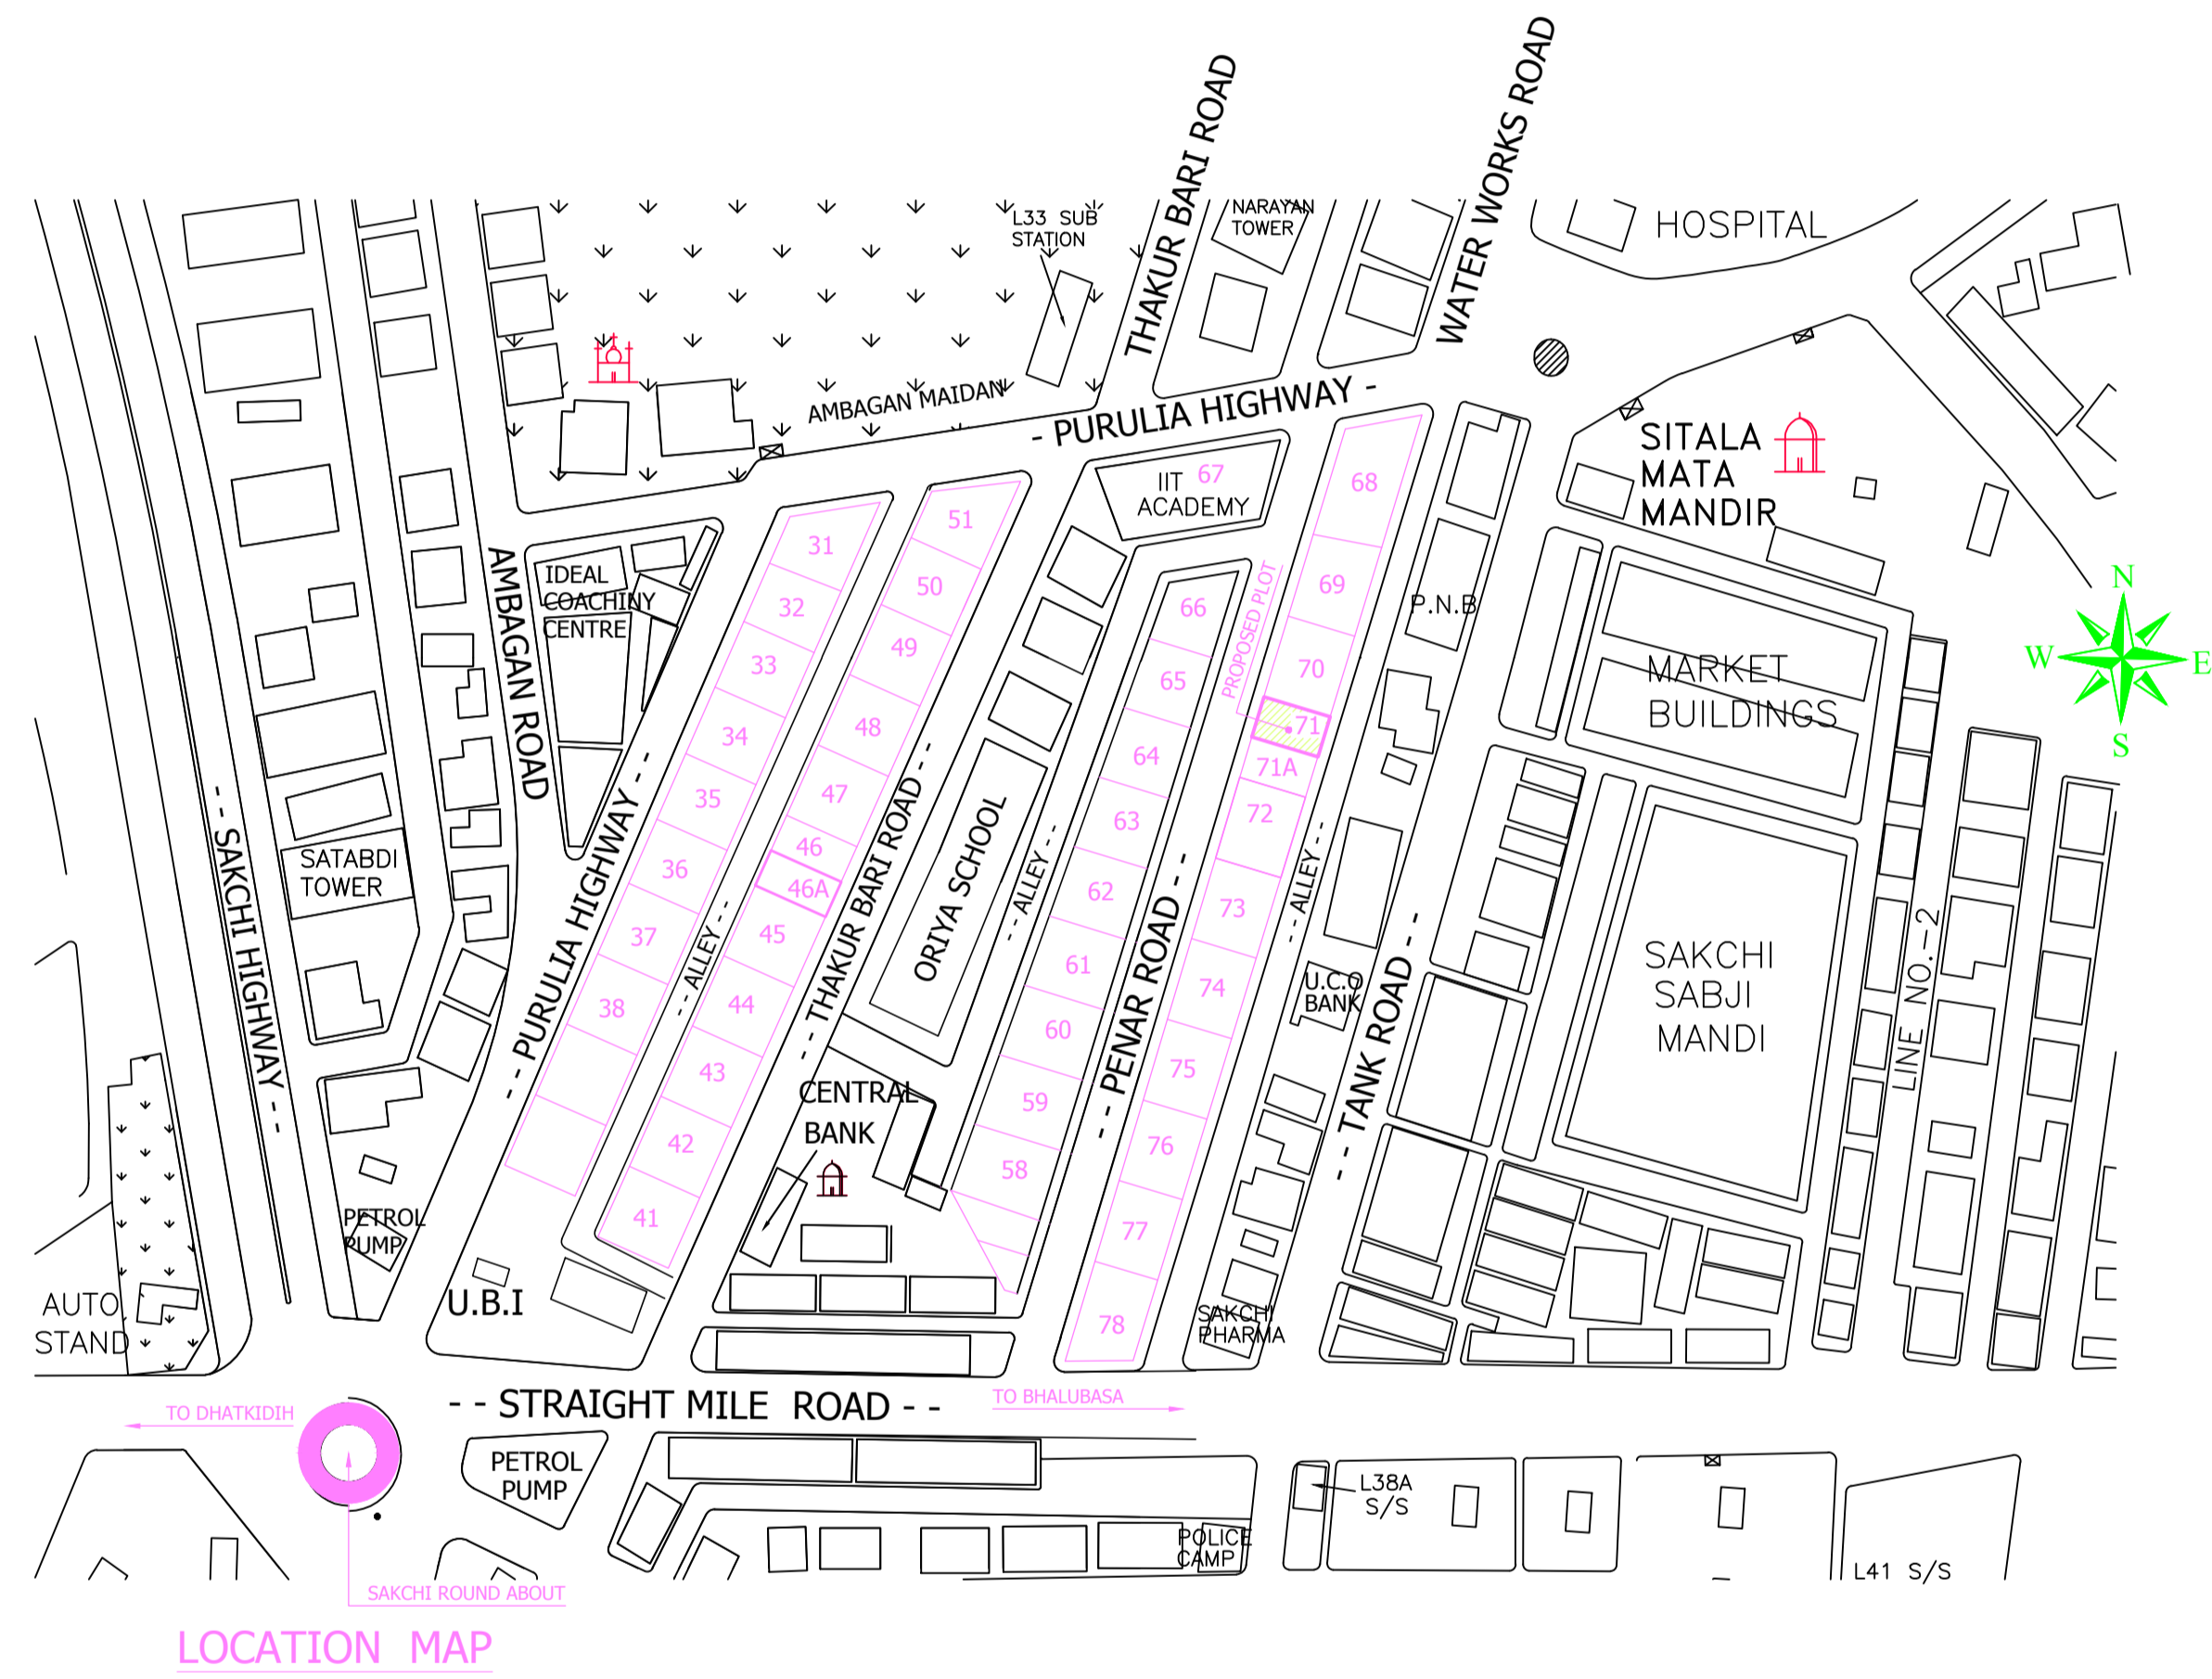 THAKUR BARI ROAD
WATER WORKS ROAD
L33 SUB
STATION
NARAYAN
TOWER
HOSPITAL
AMBAGAN MAIDAN
- PURULIA HIGHWAY -
SITALA
MATA
MANDIR
IIT
ACADEMY
67
68
69
70
71
71A
72
73
74
75
76
77
78
PROPOSED PLOT
P.N.B
MARKET
BUILDINGS
N
W
E
S
AMBAGAN ROAD
IDEAL
COACHINY
CENTRE
31
32
33
34
35
36
37
38
51
50
49
48
47
46
46A
45
44
43
42
41
66
65
64
63
62
61
60
59
58
- - SAKCHI HIGHWAY - -
SATABDI
TOWER
- - PURULIA HIGHWAY - -
- - ALLEY - -
- - THAKUR BARI ROAD - -
ORIYA SCHOOL
- - ALLEY - -
- - PENAR ROAD - -
- - ALLEY - -
U.C.O
BANK
- - TANK ROAD - -
SAKCHI
SABJI
MANDI
LINE NO.-2
CENTRAL
BANK
PETROL
PUMP
U.B.I
AUTO
STAND
SAKCHI
PHARMA
- - STRAIGHT MILE ROAD - -
TO BHALUBASA
TO DHATKIDIH
PETROL
PUMP
L38A
S/S
POLICE
CAMP
L41 S/S
SAKCHI ROUND ABOUT
LOCATION MAP